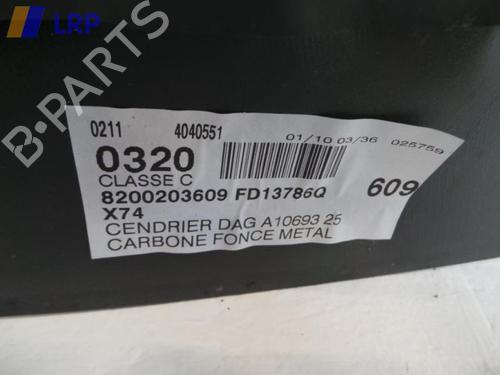 LRP
B-PARTS
0211 4040551
01/10 03/36 025759
0320
CLASSE C
8200203609 FD13786Q 609
X74
CENDRIER DAG A10693 25
CARBONE FONCE METAL